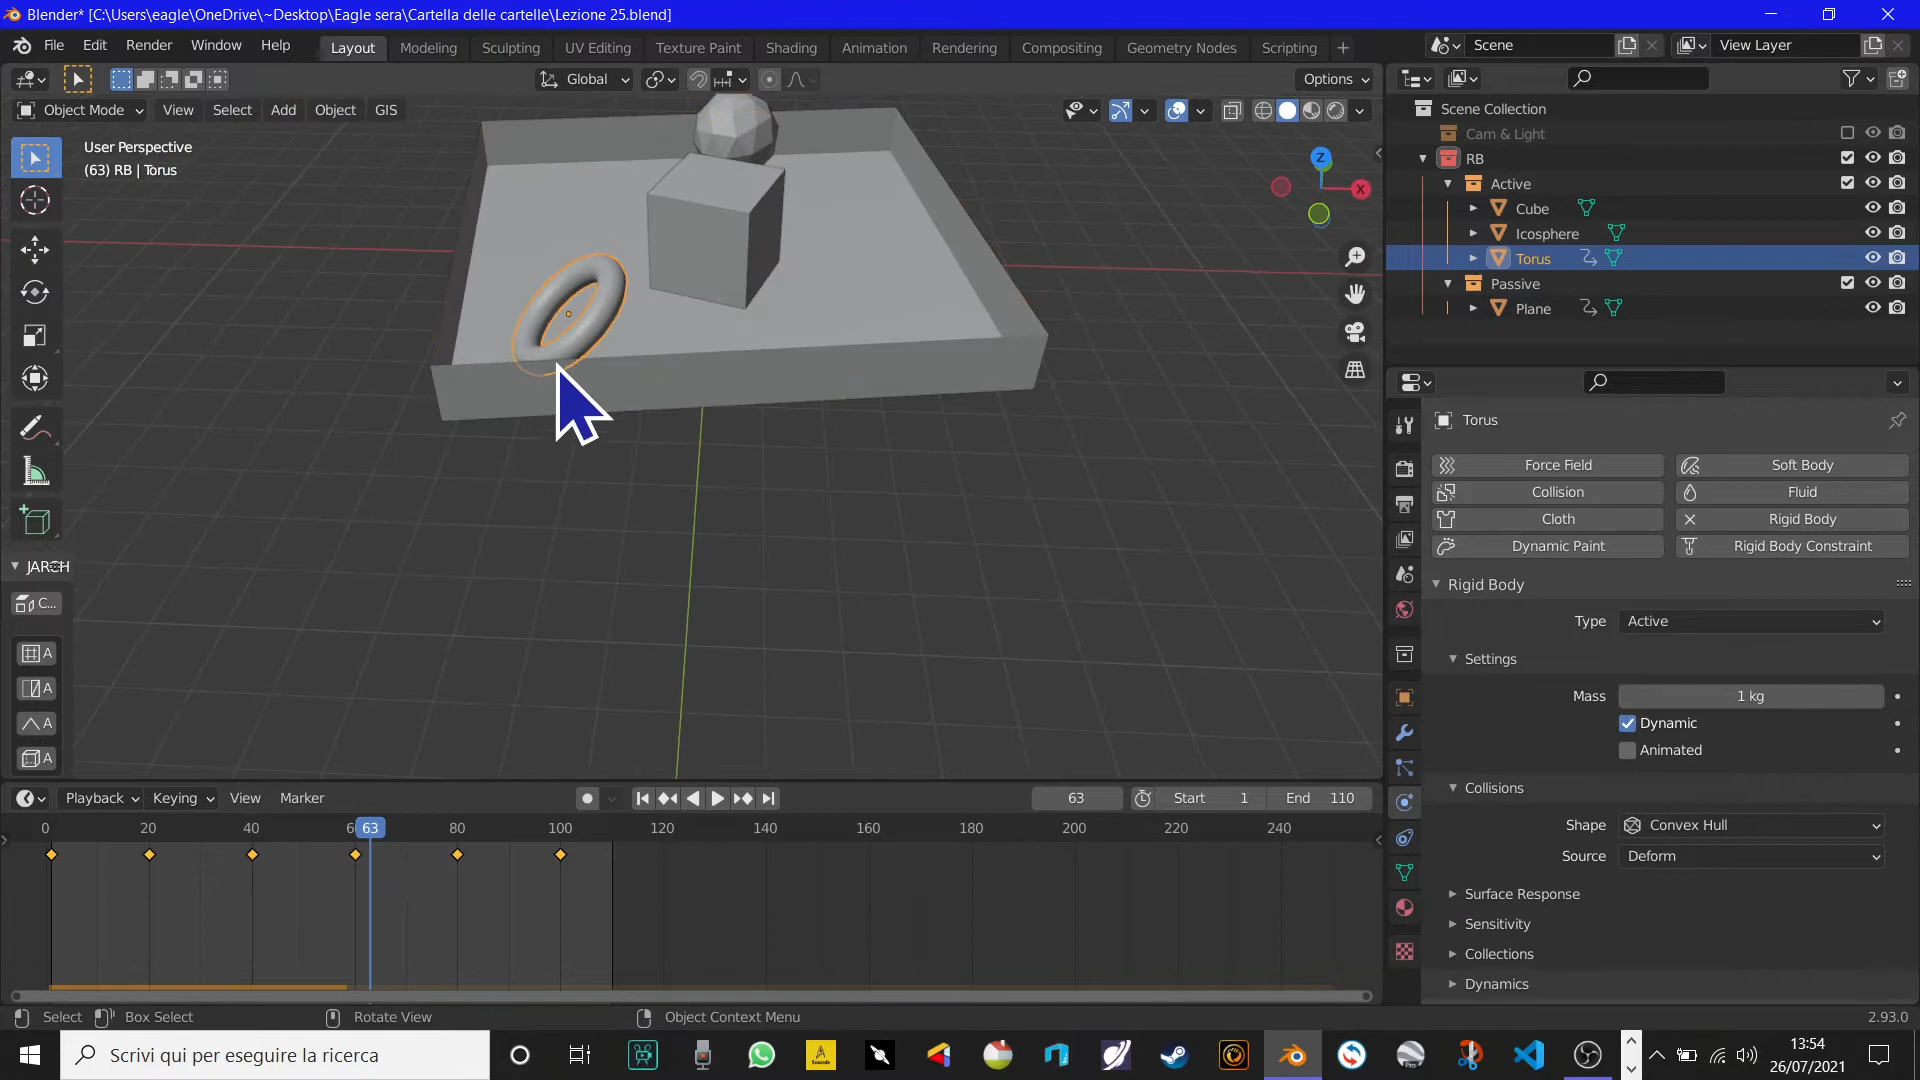 Blender* [C:\Users\eagle\OneDrive\~Desktop\Eagle sera\Cartella delle cartelle\Lezione 25.blend]
File Edit Render Window Help Layout Modeling Sculpting UV Editing Texture Paint Shading Animation Rendering Compositing Geometry Nodes Scripting + Scene View Layer
Global Options
Object Mode View Select Add Object GIS
User Perspective
(63) RB | Torus
Z
X
JARCH
C...
A
A
A
A
Scene Collection
Cam & Light
RB
Active
Cube
Icosphere
Torus
Passive
Plane
Torus
Force Field Soft Body
Collision Fluid
Cloth Rigid Body
Dynamic Paint Rigid Body Constraint
Rigid Body
Type Active
Settings
Mass 1 kg
Dynamic
Animated
Collisions
Shape Convex Hull
Source Deform
Surface Response
Sensitivity
Collections
Dynamics
Playback Keying View Marker 63 Start 1 End 110
0 20 40 6 63 80 100 120 140 160 180 200 220 240
Select Box Select Rotate View Object Context Menu 2.93.0
Scrivi qui per eseguire la ricerca
Sounds
Pro
13:54
26/07/2021